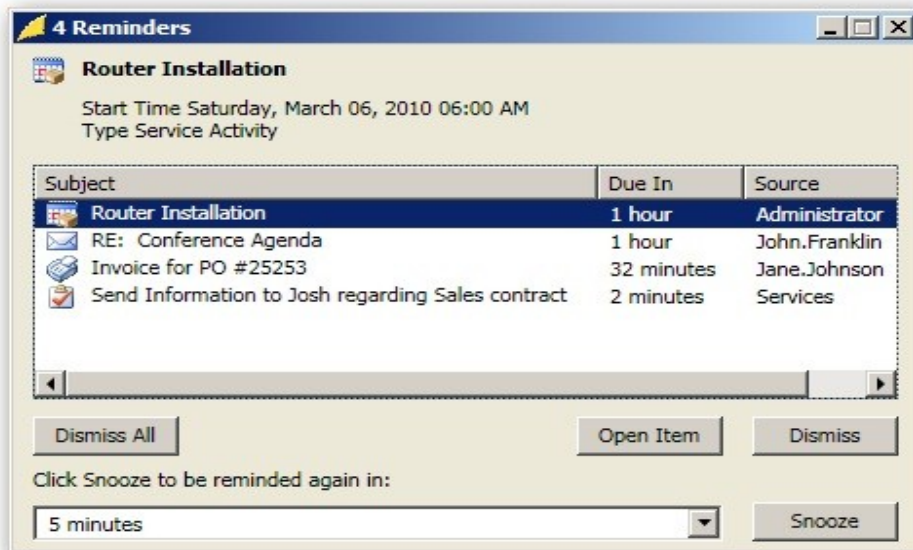 4 Reminders
Router Installation
Start Time Saturday, March 06, 2010 06:00 AM
Type Service Activity
Subject Due In Source
Router Installation 1 hour Administrator
RE: Conference Agenda 1 hour John.Franklin
Invoice for PO #25253 32 minutes Jane.Johnson
Send Information to Josh regarding Sales contract 2 minutes Services
Dismiss All Open Item Dismiss
Click Snooze to be reminded again in:
5 minutes Snooze